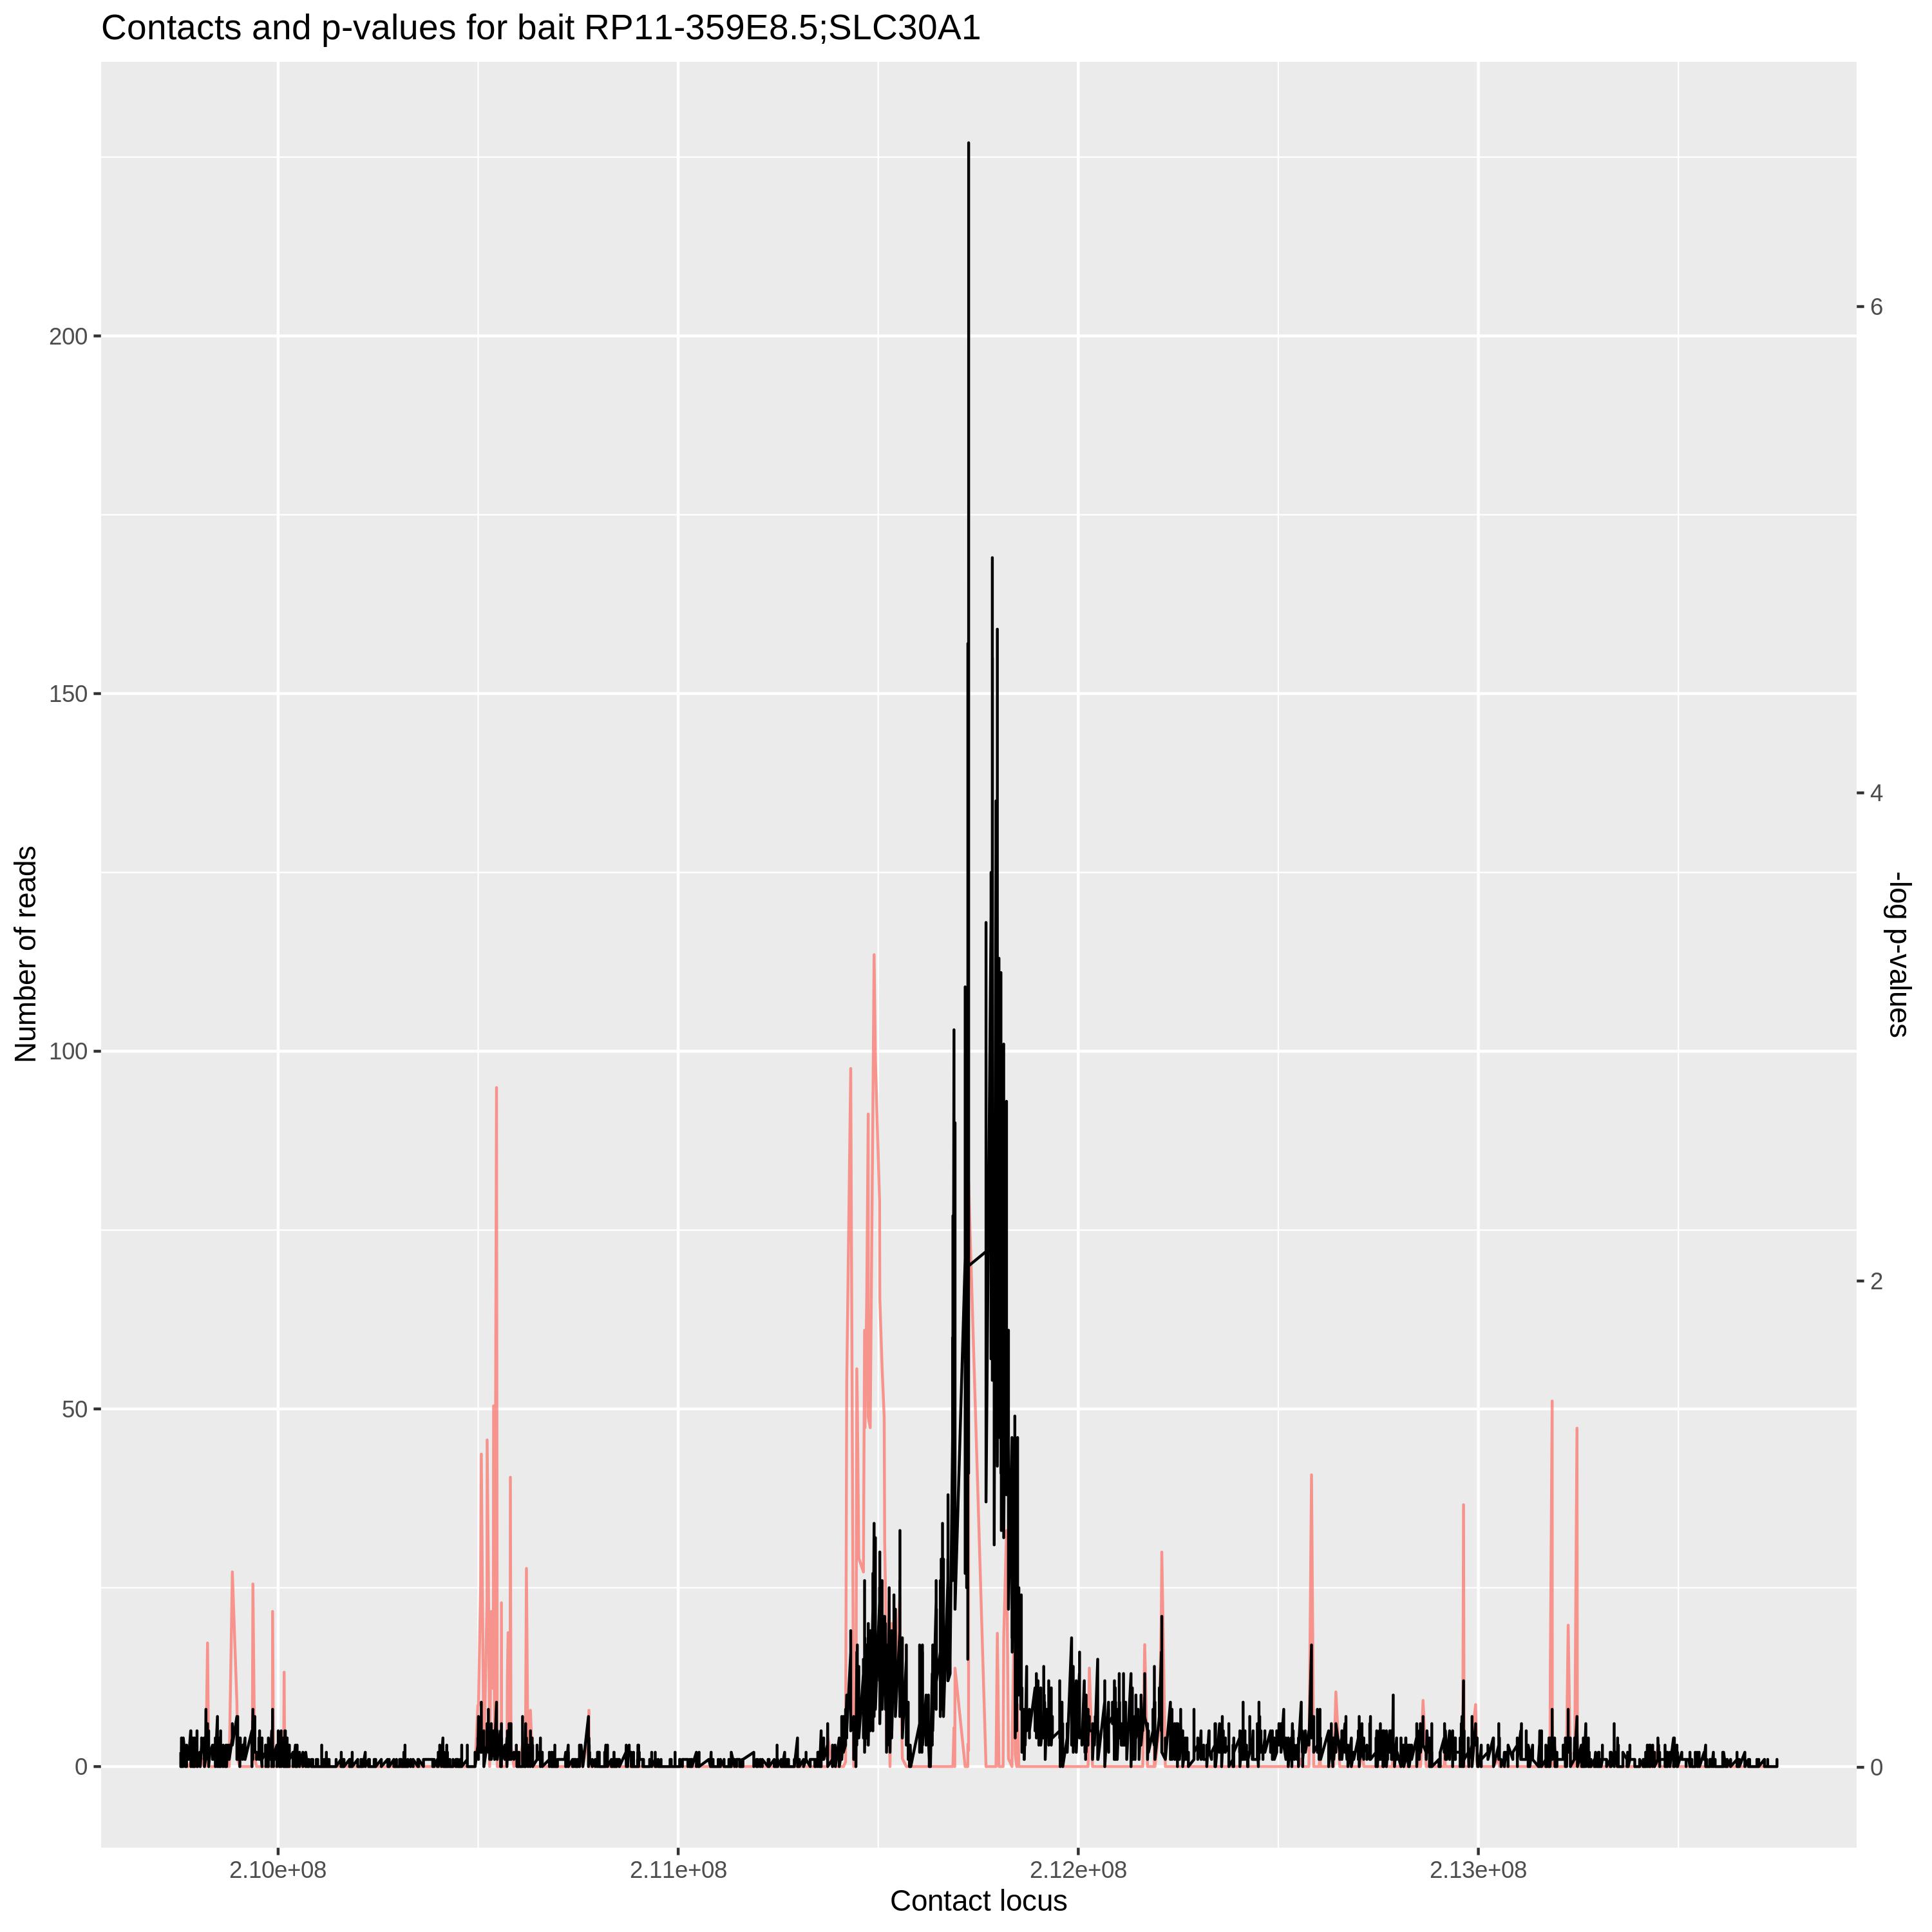 Contacts and p-values for bait RP11-359E8.5;SLC30A1
Number of reads
200
150
100
50
0
6
4
2
0
-log p-values
2.10e+08
2.11e+08
2.12e+08
2.13e+08
Contact locus